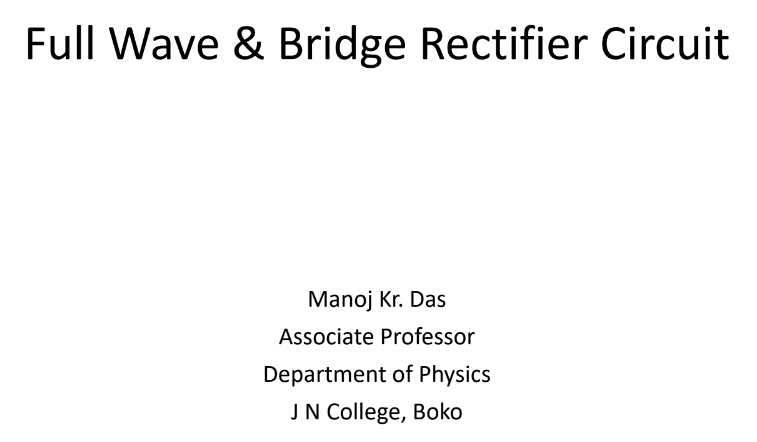 Full Wave & Bridge Rectifier Circuit
Manoj Kr. Das
Associate Professor
Department of Physics
J N College, Boko